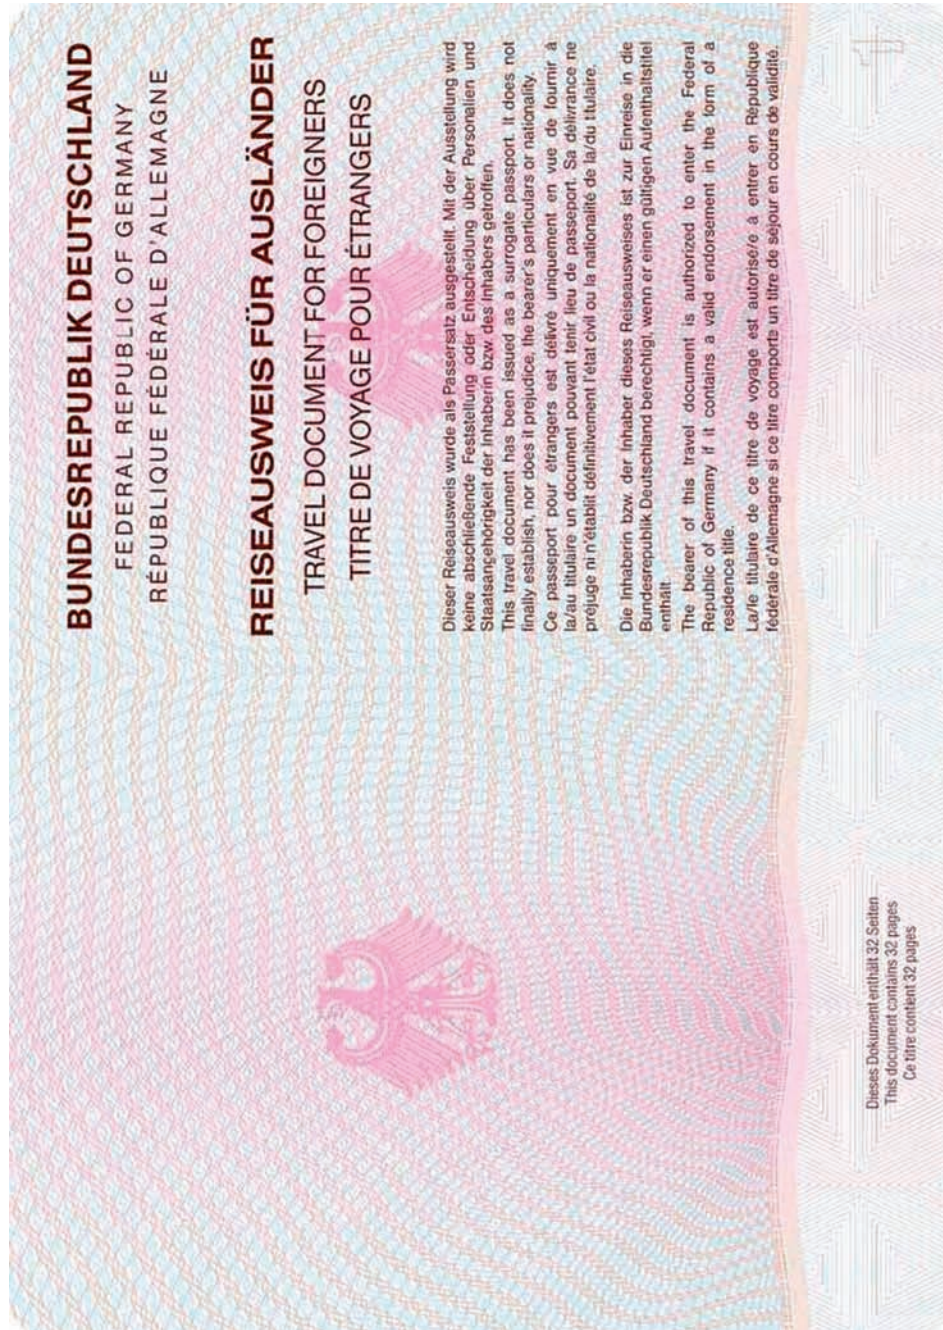 BUNDESREPUBLIK DEUTSCHLAND
FEDERAL REPUBLIC OF GERMANY
RÉPUBLIQUE FÉDÉRALE D'ALLEMAGNE
REISEAUSWEIS FÜR AUSLÄNDER
TRAVEL DOCUMENT FOR FOREIGNERS
TITRE DE VOYAGE POUR ÉTRANGERS
Dieser Reiseausweis wurde als Passersatz ausgestellt. Mit der Ausstellung wird
keine abschließende Feststellung oder Entscheidung über Personalien und
Staatsangehörigkeit der Inhaberin bzw. des Inhabers getroffen.
This travel document has been issued as a surrogate passport. It does not
finally establish, nor does it prejudice, the bearer's particulars or nationality.
Ce passeport pour étrangers est délivré uniquement en vue de fournir à
la/au titulaire un document pouvant tenir lieu de passeport. Sa délivrance ne
préjuge ni n'établit définitivement l'état civil ou la nationalité de la/du titulaire.
Die Inhaberin bzw. der Inhaber dieses Reiseausweises ist zur Einreise in die
Bundesrepublik Deutschland berechtigt, wenn er einen gültigen Aufenthaltstitel
enthält.
The bearer of this travel document is authorized to enter the Federal
Republic of Germany if it contains a valid endorsement in the form of a
residence title.
La/le titulaire de ce titre de voyage est autorisé/e à entrer en République
fédérale d'Allemagne si ce titre comporte un titre de séjour en cours de validité.
1
Dieses Dokument enthält 32 Seiten
This document contains 32 pages
Ce titre contient 32 pages